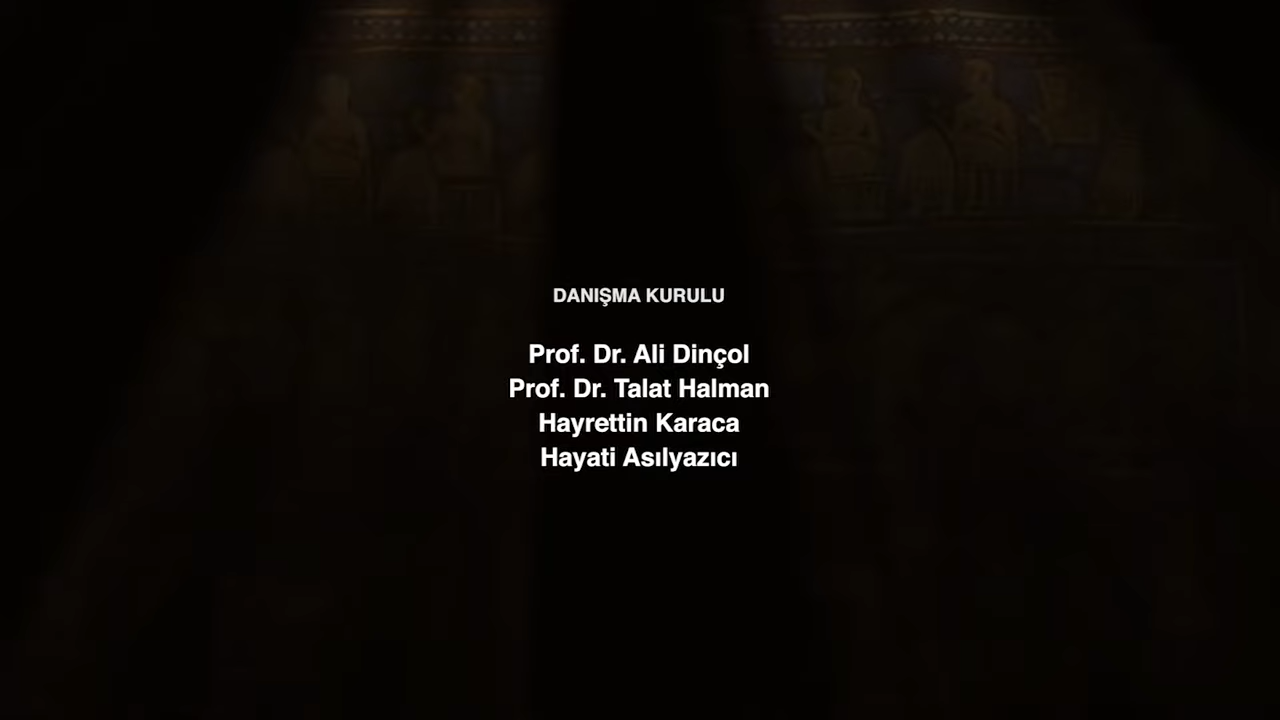 DANIŞMA KURULU
Prof. Dr. Ali Dinçol
Prof. Dr. Talat Halman
Hayrettin Karaca
Hayati Asılyazıcı